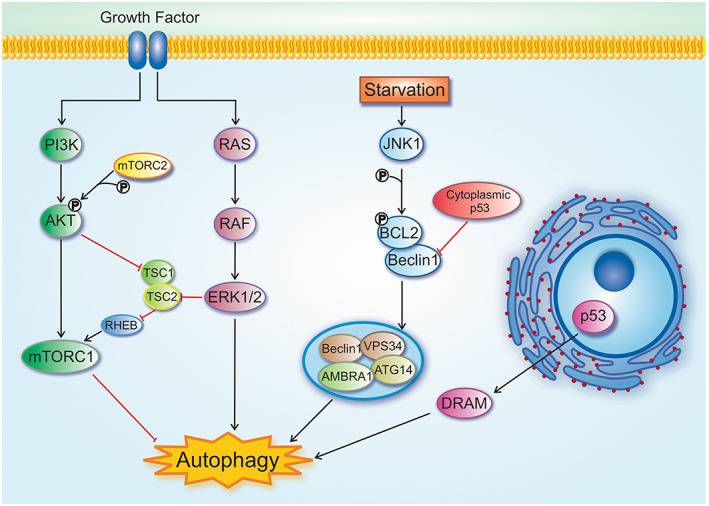 Growth Factor
Starvation
PI3K
RAS
JNK1
mTORC2
P
P
Cytoplasmic
p53
P
AKT
RAF
P
BCL2
Beclin1
TSC1
TSC2
ERK1/2
RHEB
p53
mTORC1
Beclin1
VPS34
AMBRA1
ATG14
DRAM
Autophagy